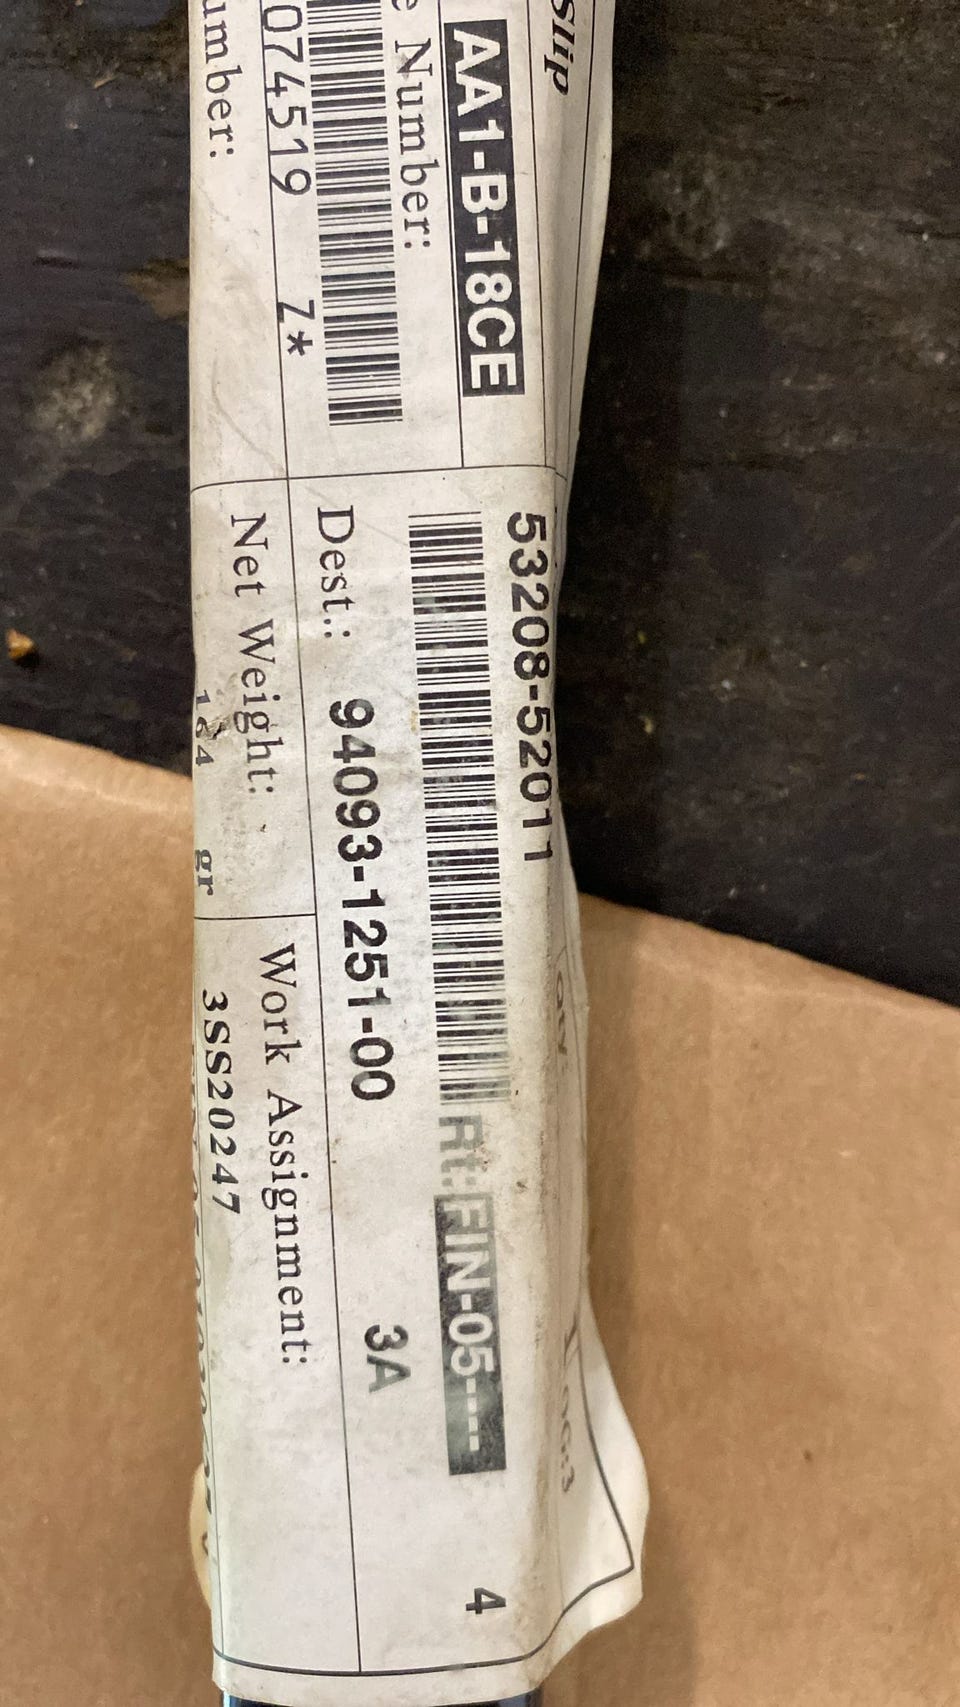 Slip
AA1-B-18CE
e Number:
074519 Z*
umber:
53208-52011
Rt: FIN-05----
4
Dest.: 94093-1251-00 3A
Net Weight:
gr
Work Assignment:
3SS20247